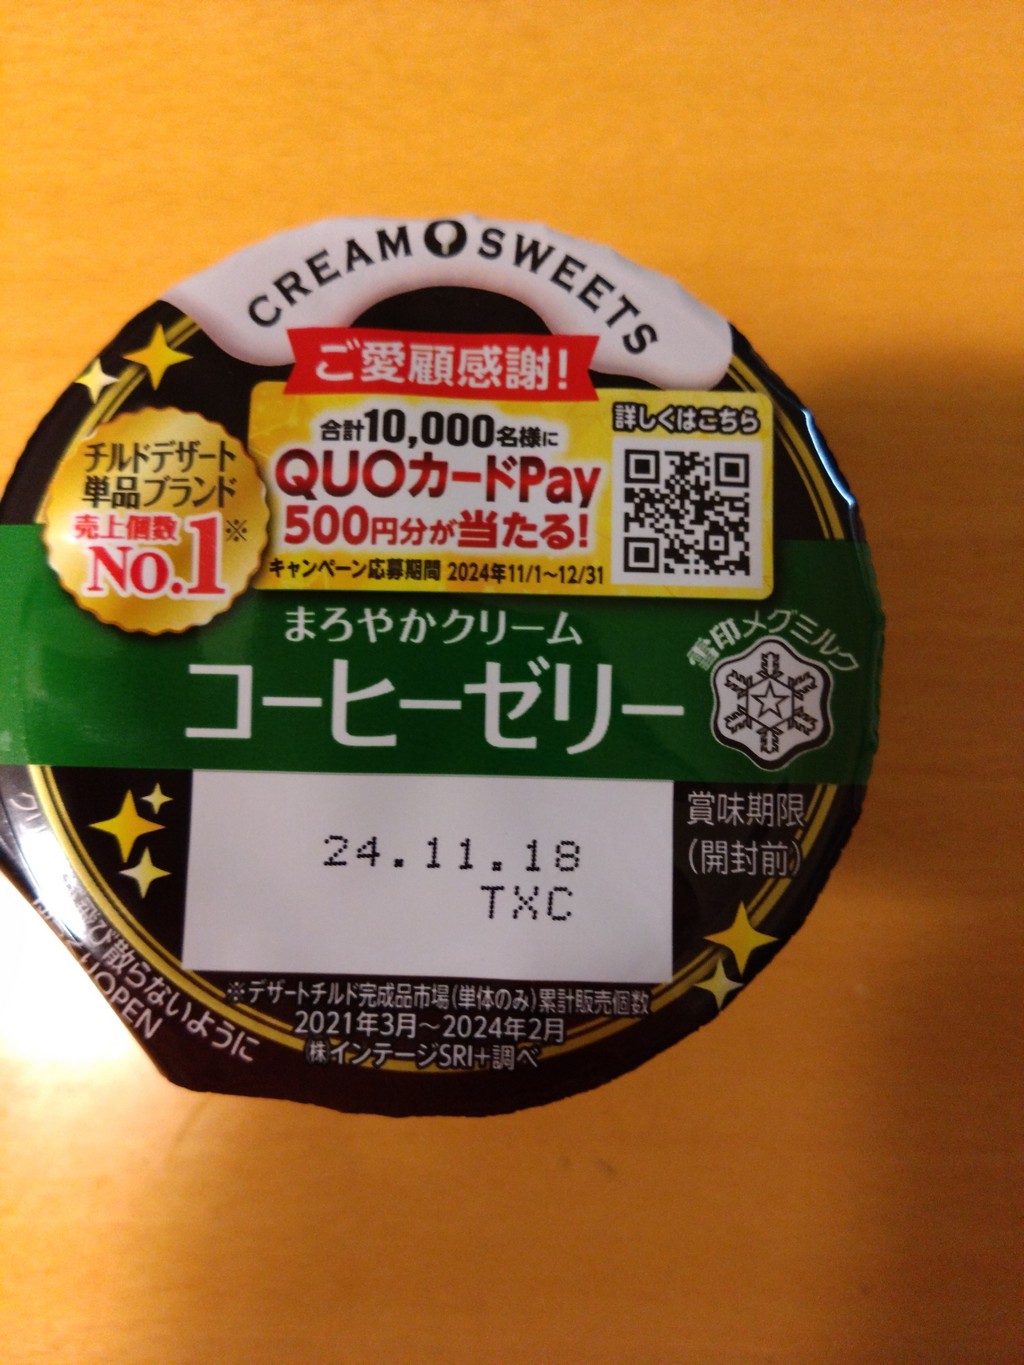 CREAM SWEETS
ご愛顧感謝!
合計10,000名様に
QUOカードPay
500円分が当たる!
キャンペーン応募期間 2024年11/1～12/31
詳しくはこちら
チルドデザート
単品ブランド
売上個数
No.1※
まろやかクリーム
コーヒーゼリー
雪印メグミルク
賞味期限
(開封前)
24.11.18
TXC
※デザートチルド完成品市場(単体のみ)累計販売個数
2021年3月～2024年2月
㈱インテージSRI+調べ
び散らないように
OPEN